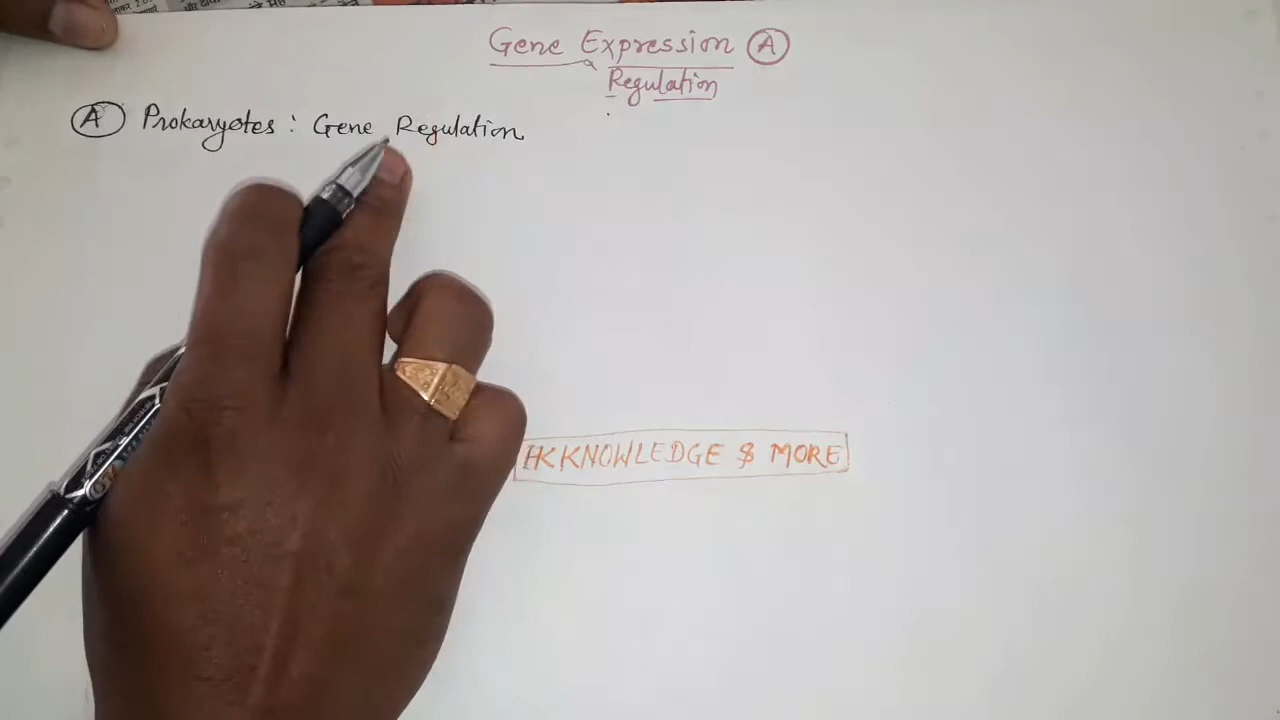 Gene Expression A
Regulation
A Prokaryotes : Gene Regulation
KKNOWLEDGE & MORE